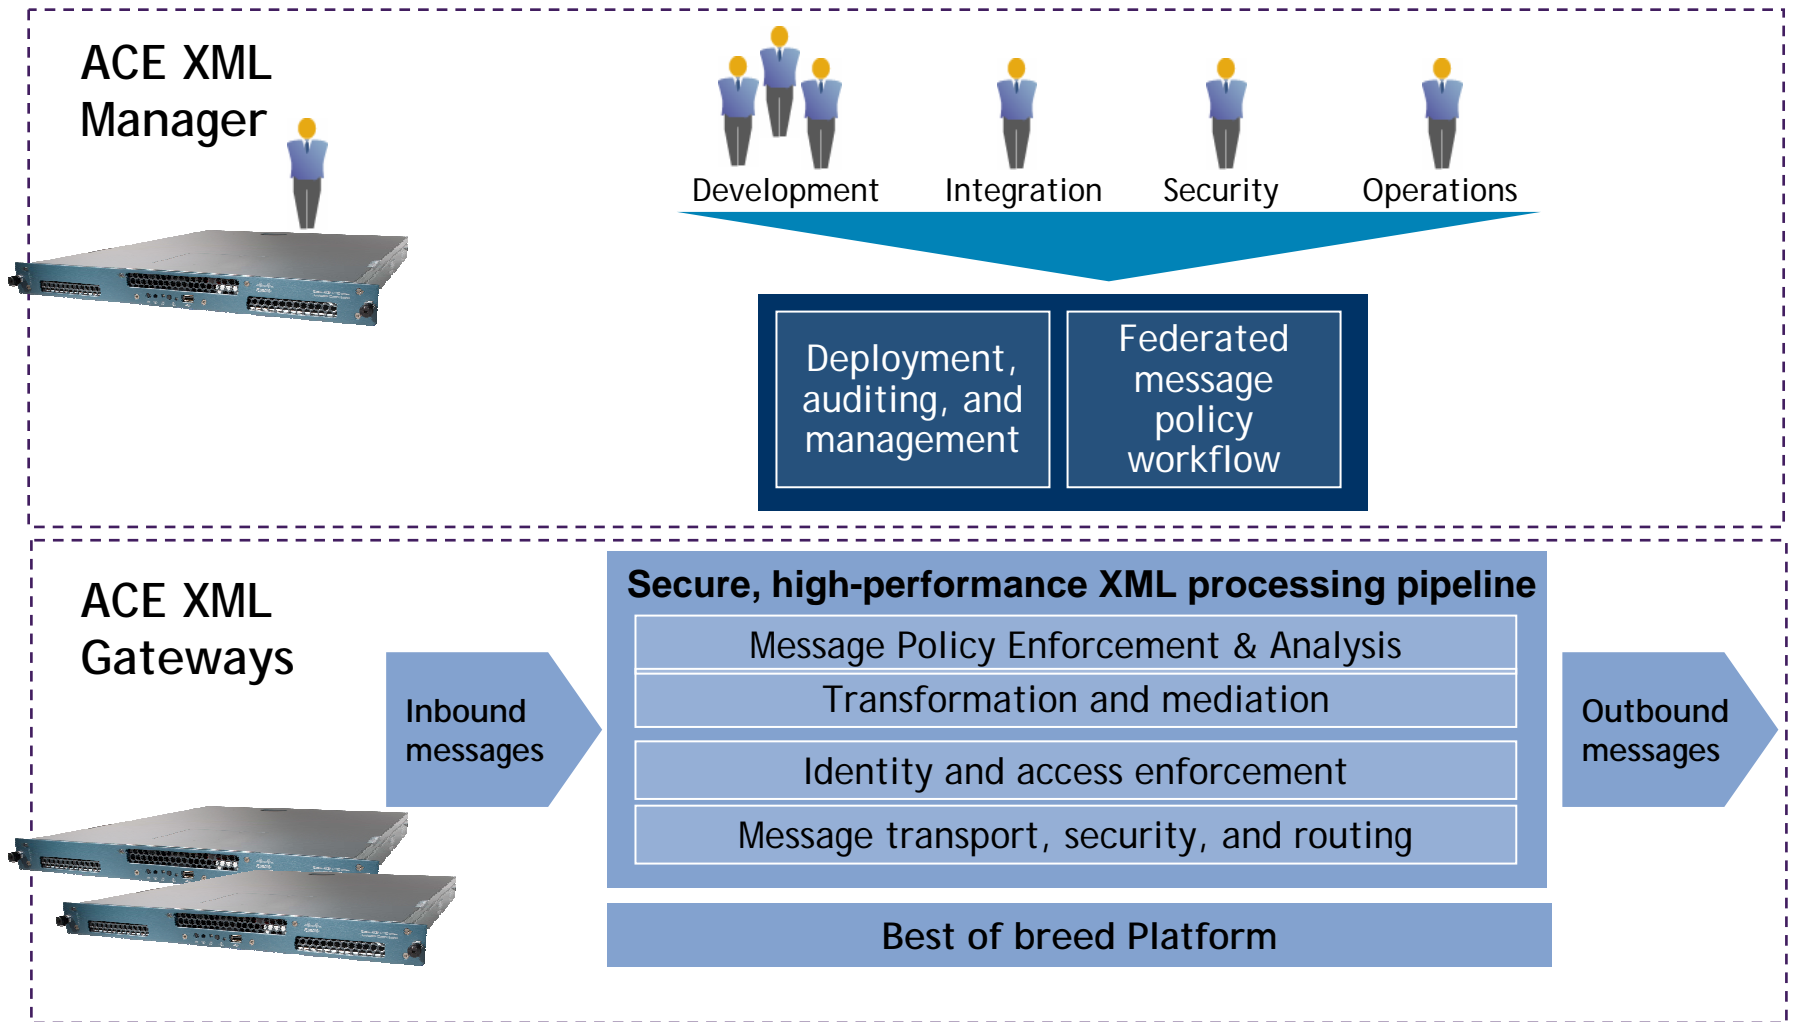 ACE XML
Manager
Development
Integration
Security
Operations
Deployment,
auditing, and
management
Federated
message
policy
workflow
ACE XML
Gateways
Secure, high-performance XML processing pipeline
Message Policy Enforcement & Analysis
Transformation and mediation
Identity and access enforcement
Message transport, security, and routing
Inbound
messages
Outbound
messages
Best of breed Platform